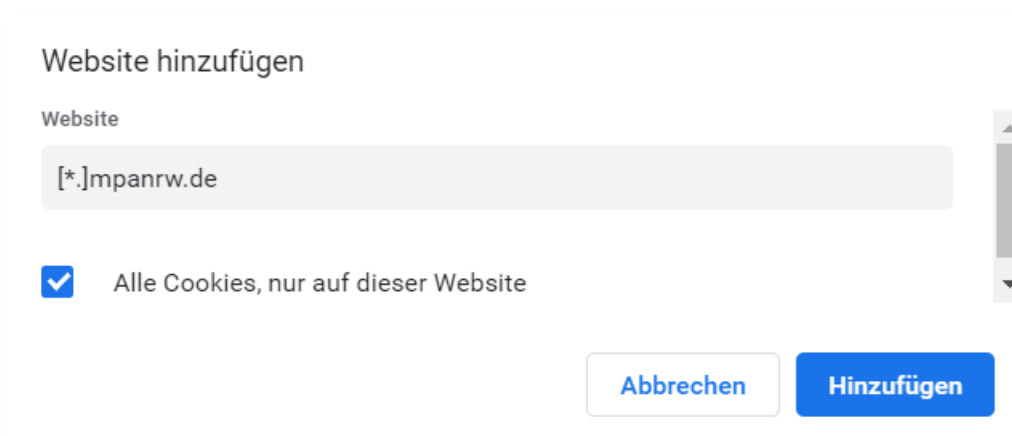 Website hinzufügen
Website
[*.]mpanrw.de
Alle Cookies, nur auf dieser Website
Abbrechen
Hinzufügen